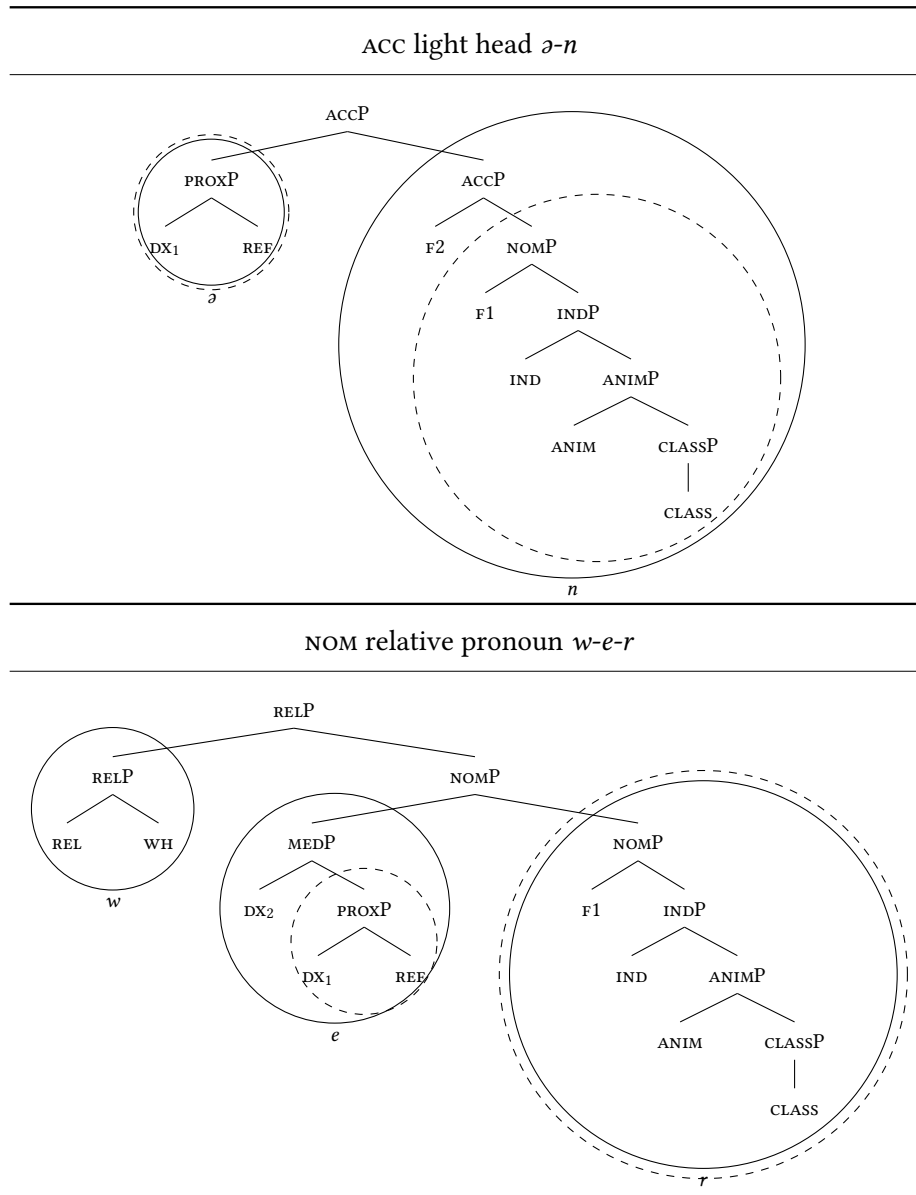 ACC light head ə-n
ACCP
PROXP ACCP
DX1 REF F2 NOMP
ə
F1 INDP
IND ANIMP
ANIM CLASSP
CLASS
n
NOM relative pronoun w-e-r
RELP
RELP NOMP
REL WH MEDP NOMP
w
DX2 PROXP F1 INDP
DX1 REF IND ANIMP
e
ANIM CLASSP
CLASS
r